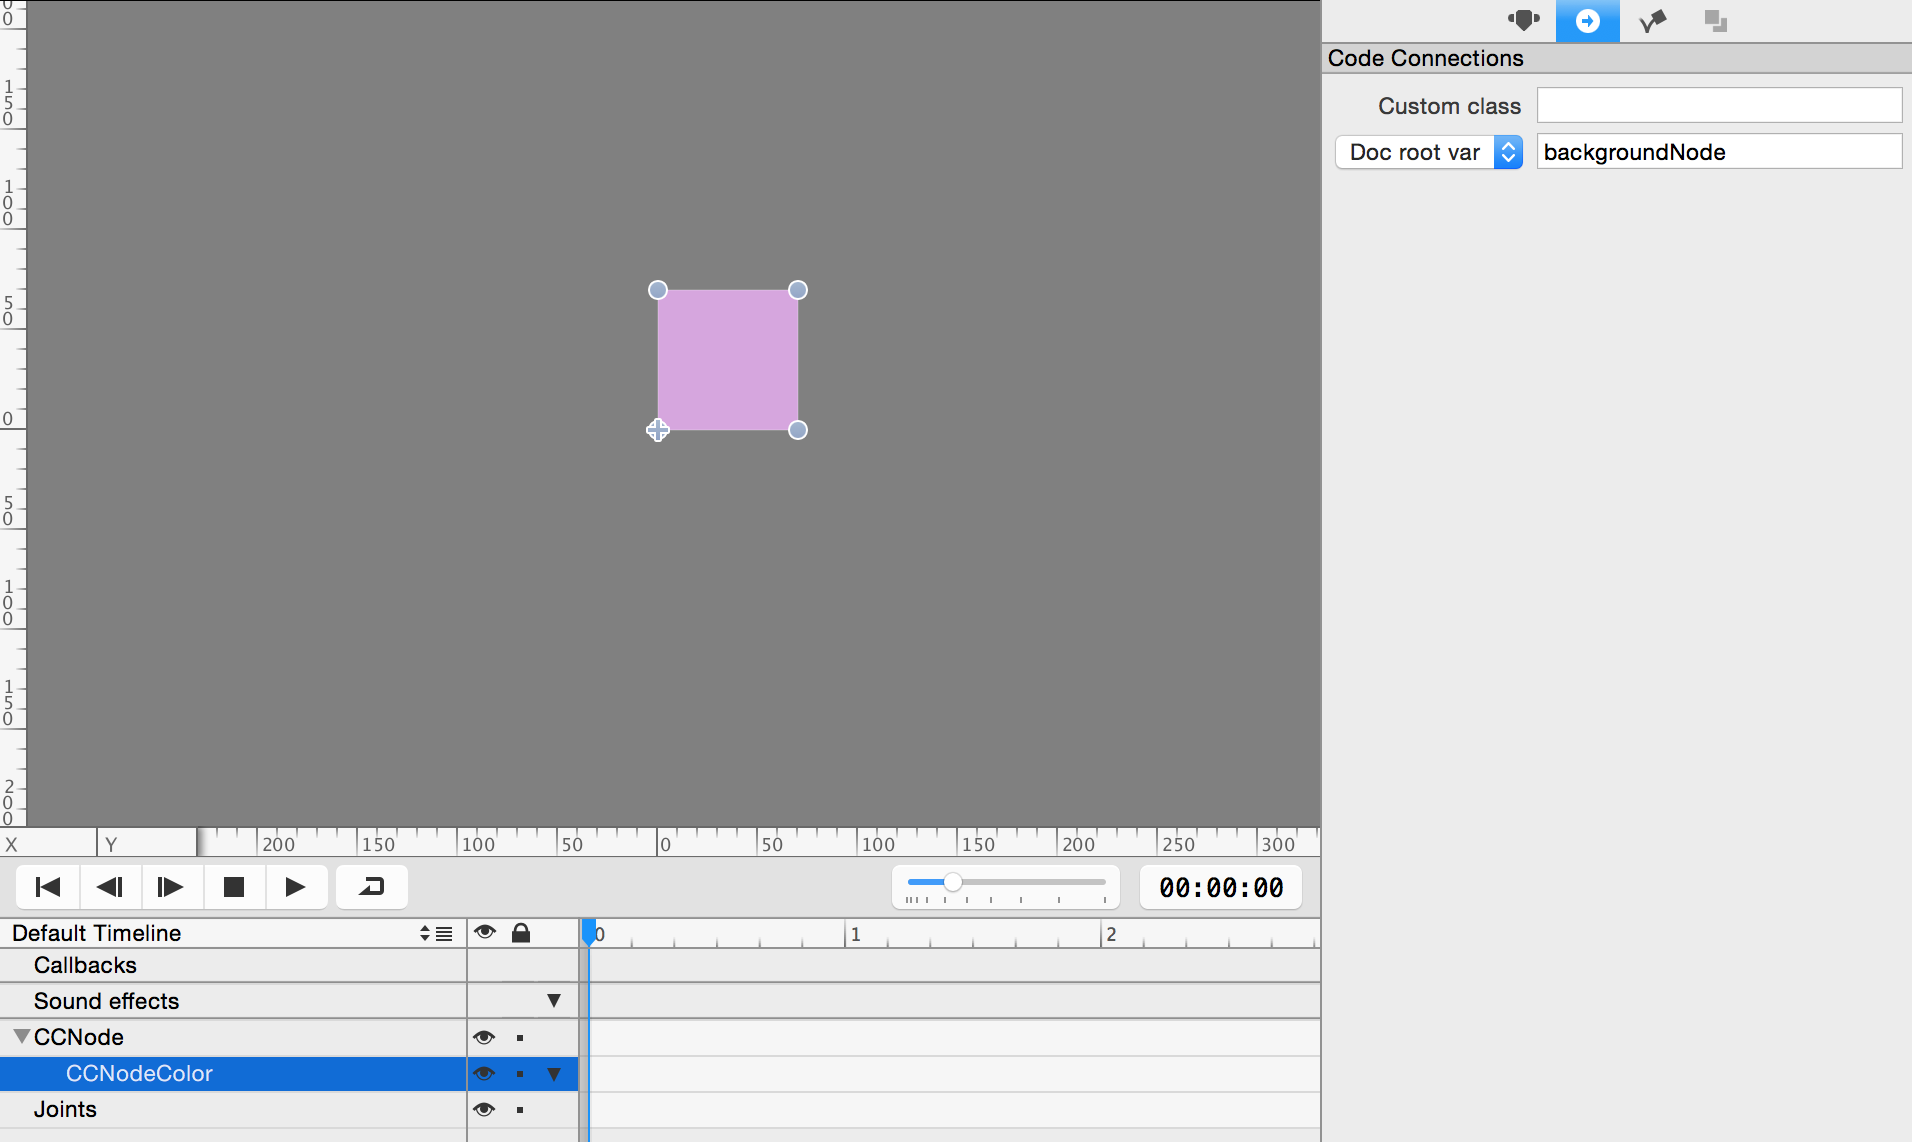 Code Connections
Custom class
Doc root var backgroundNode
0
150
100
50
0
50
100
150
200
X Y 200 150 100 50 0 50 100 150 200 250 300
00:00:00
Default Timeline 0 1 2
Callbacks
Sound effects
CCNode
CCNodeColor
Joints